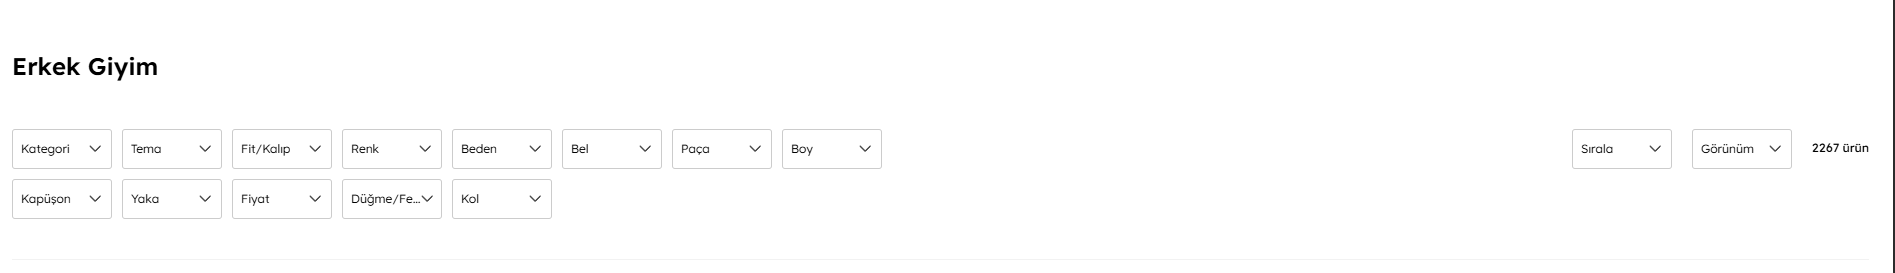 Erkek Giyim
Kategori Tema Fit/Kalıp Renk Beden Bel Paça Boy Sırala Görünüm 2267 ürün
Kapüşon Yaka Fiyat Düğme/Fe... Kol